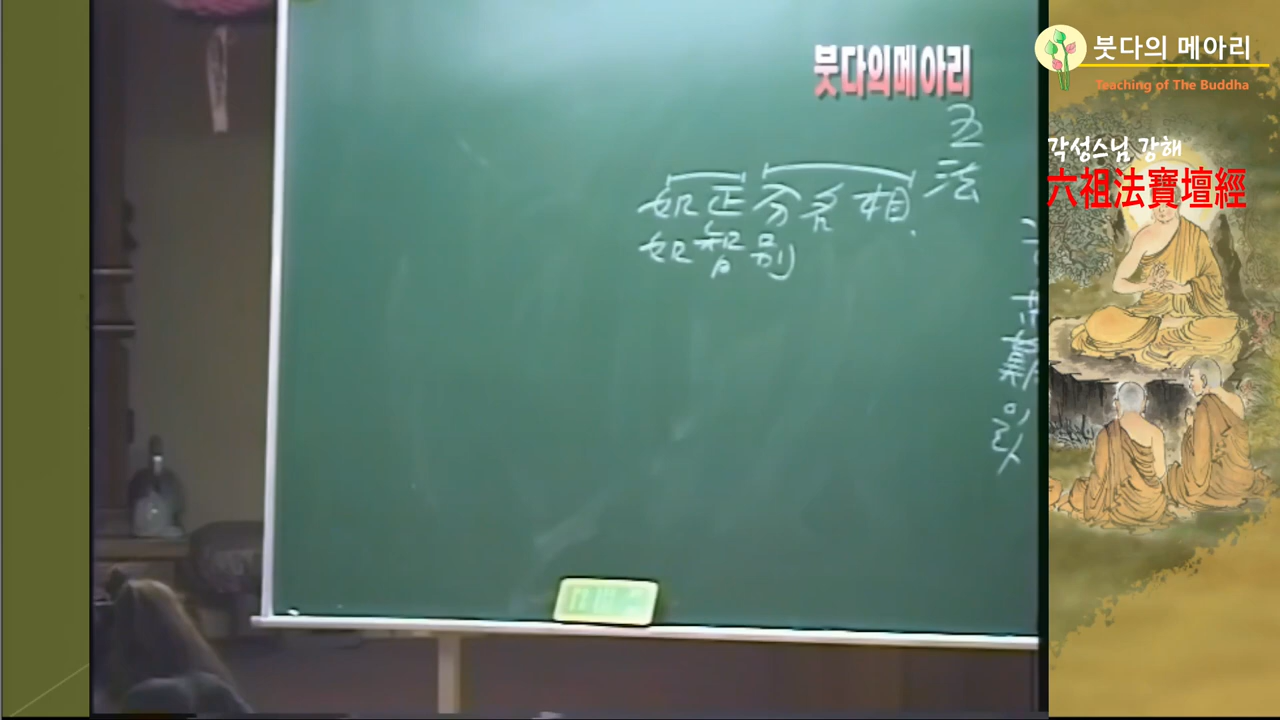 붓다의 메아리
Teaching of The Buddha
각성스님 강해
六祖法寶壇經
붓다의메아리
五法
相
名
分別
正智
如如